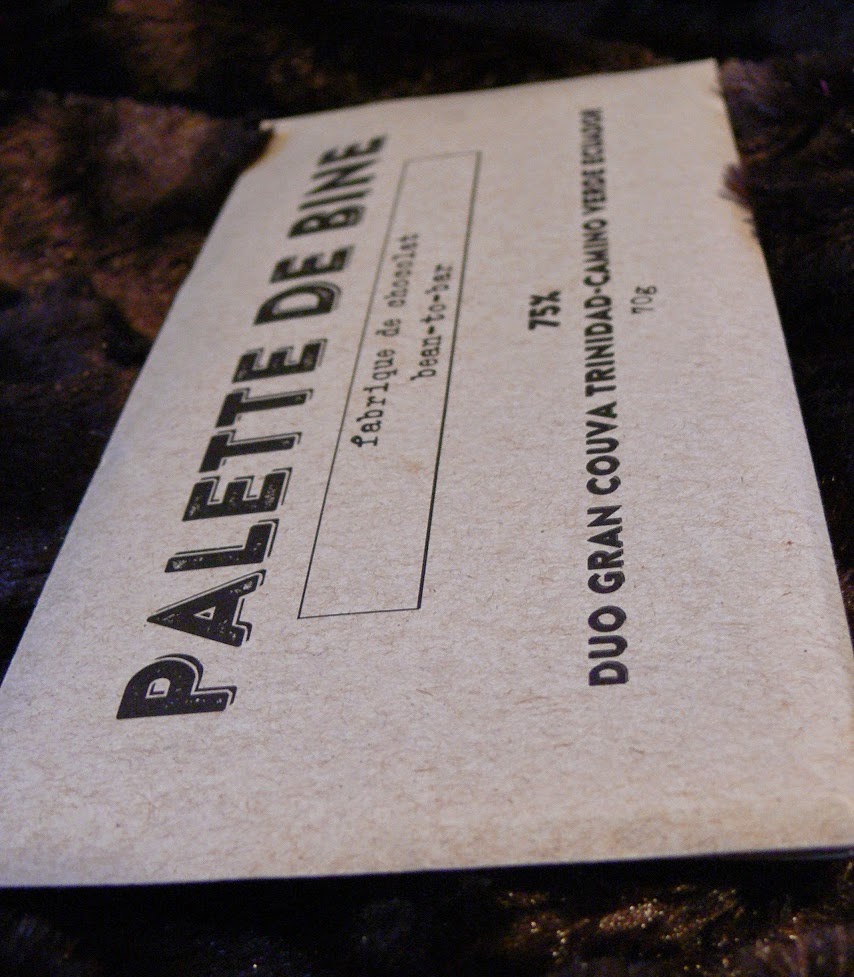 PALETTE DE BINE
fabrique de chocolat
bean-to-bar
75%
DUO GRAN COUVA TRINIDAD-CAMINO VERDE ECUADOR
70g